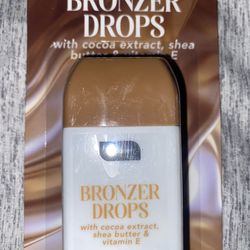 BRONZER
DROPS
with cocoa extract, shea
butter & vitamin E
BRONZER
DROPS
with cocoa extract,
shea butter &
vitamin E